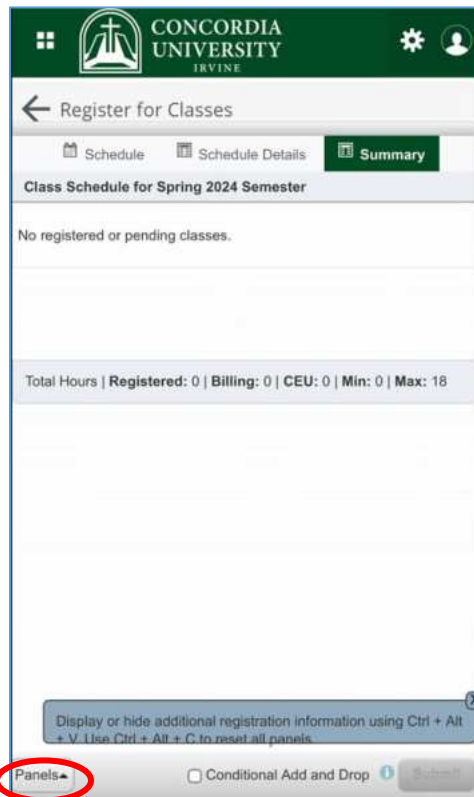 CONCORDIA
UNIVERSITY
IRVINE
Register for Classes
Schedule Schedule Details Summary
Class Schedule for Spring 2024 Semester
No registered or pending classes.
Total Hours | Registered: 0 | Billing: 0 | CEU: 0 | Min: 0 | Max: 18
Display or hide additional registration information using Ctrl + Alt
+ V. Use Ctrl + Alt + C to reset all panels
Panels Conditional Add and Drop Submit